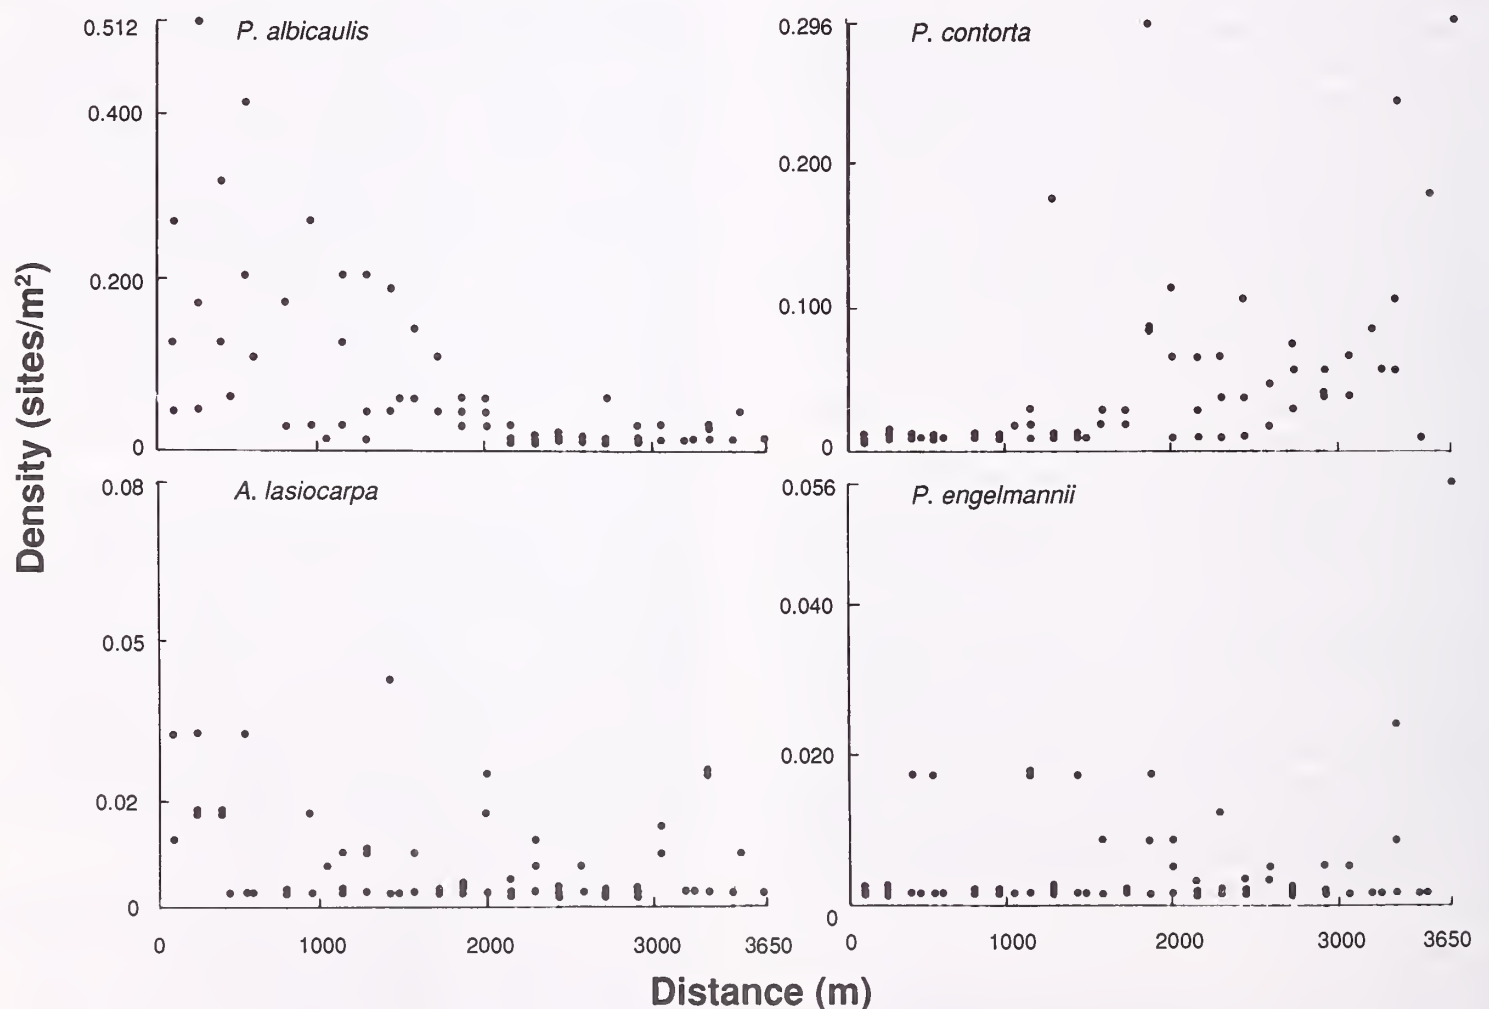 Density (sites/m²)
P. albicaulis
0.512
0.400
0.200
0
P. contorta
0.296
0.200
0.100
0
A. lasiocarpa
0.08
0.05
0.02
0
0 1000 2000 3000 3650
P. engelmannii
0.056
0.040
0.020
0
0 1000 2000 3000 3650
Distance (m)